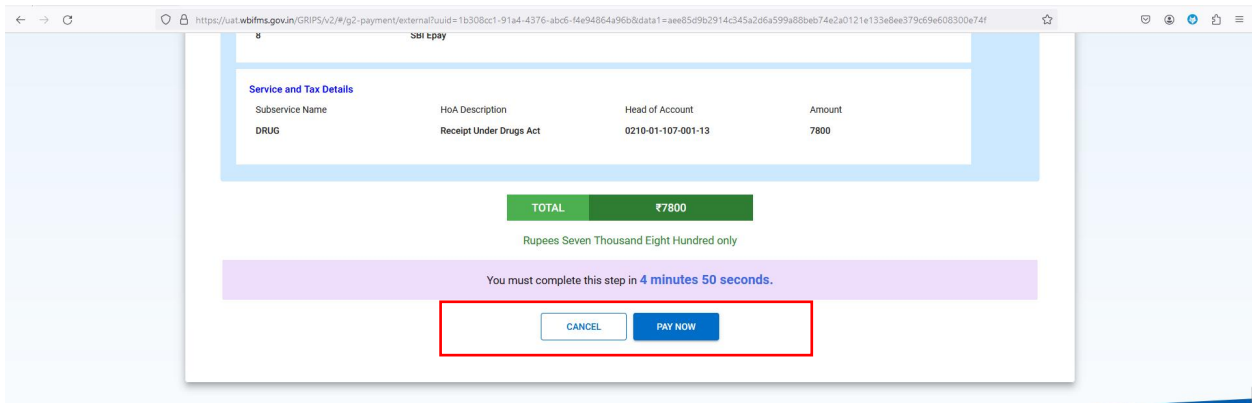 https://uat.wbifms.gov.in/GRIPS/v2/#/g2-payment/external?uuid=1b308cc1-91a4-4376-abc6-f4e94864a96b&data1=aee85d9b2914c345a2d6a599a88beb74e2a0121e133e8ee379c69e608300e74f
8 SBI Epay
Service and Tax Details
Subservice Name HoA Description Head of Account Amount
DRUG Receipt Under Drugs Act 0210-01-107-001-13 7800
TOTAL ₹7800
Rupees Seven Thousand Eight Hundred only
You must complete this step in 4 minutes 50 seconds.
CANCEL PAY NOW